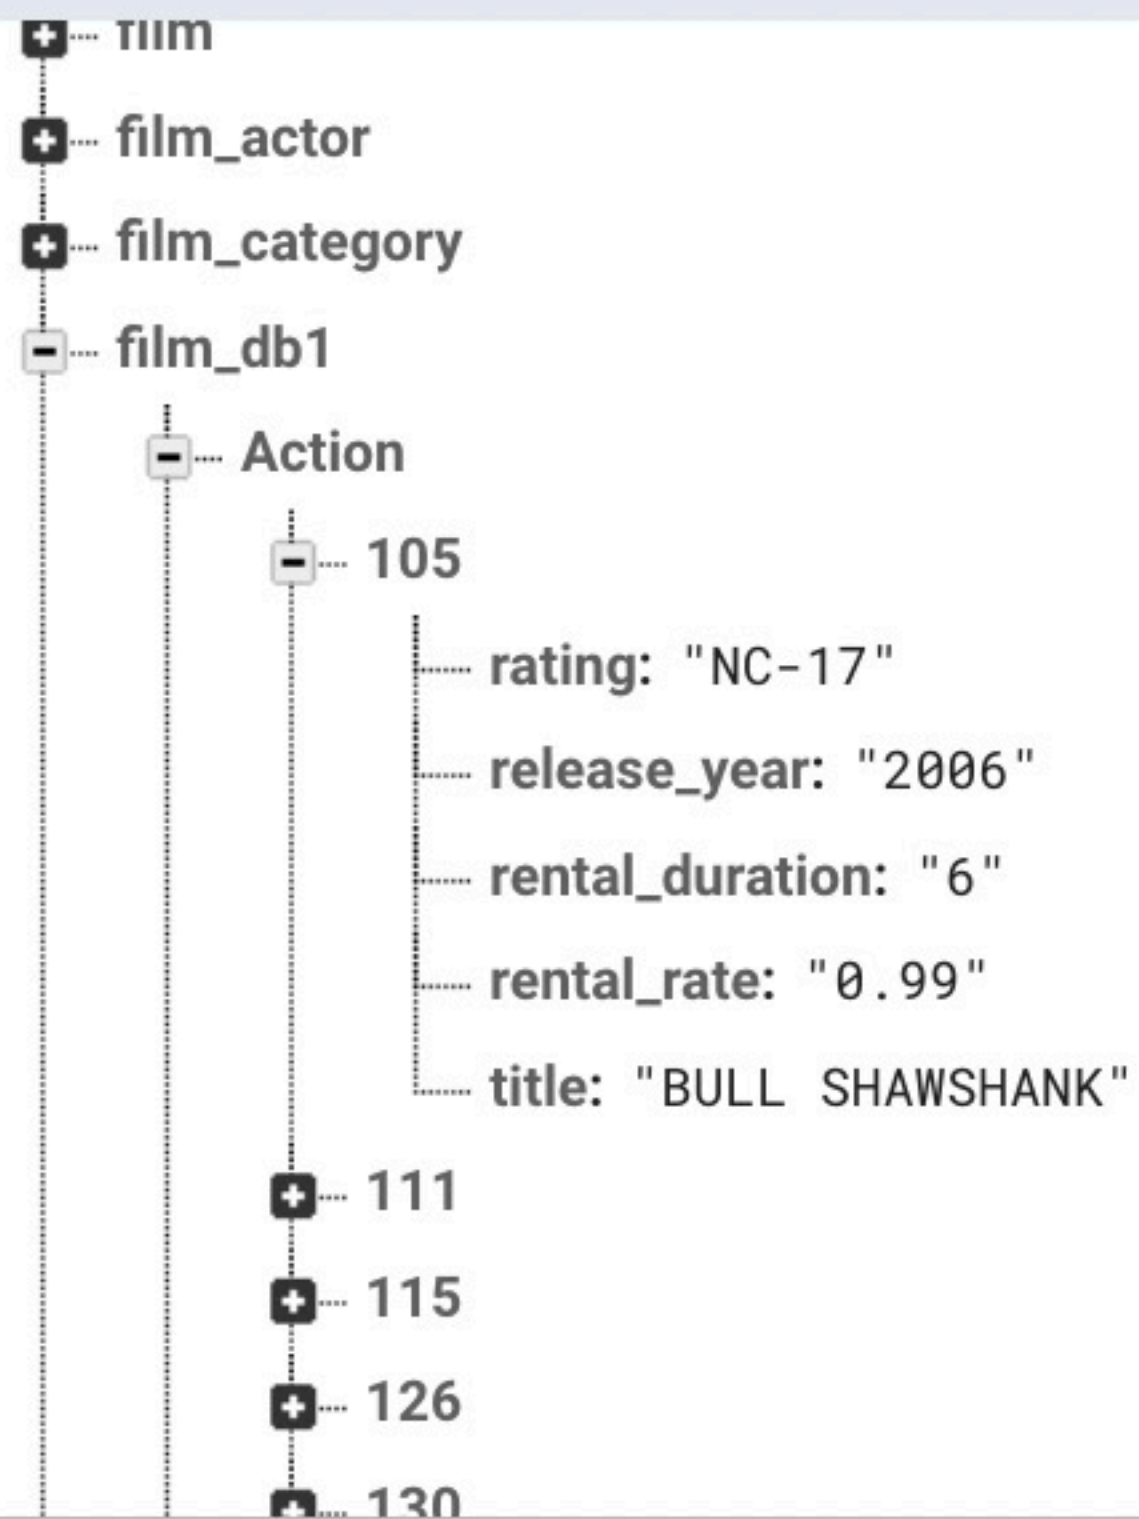 film
film_actor
film_category
film_db1
Action
105
rating: "NC-17"
release_year: "2006"
rental_duration: "6"
rental_rate: "0.99"
title: "BULL SHAWSHANK"
111
115
126
130